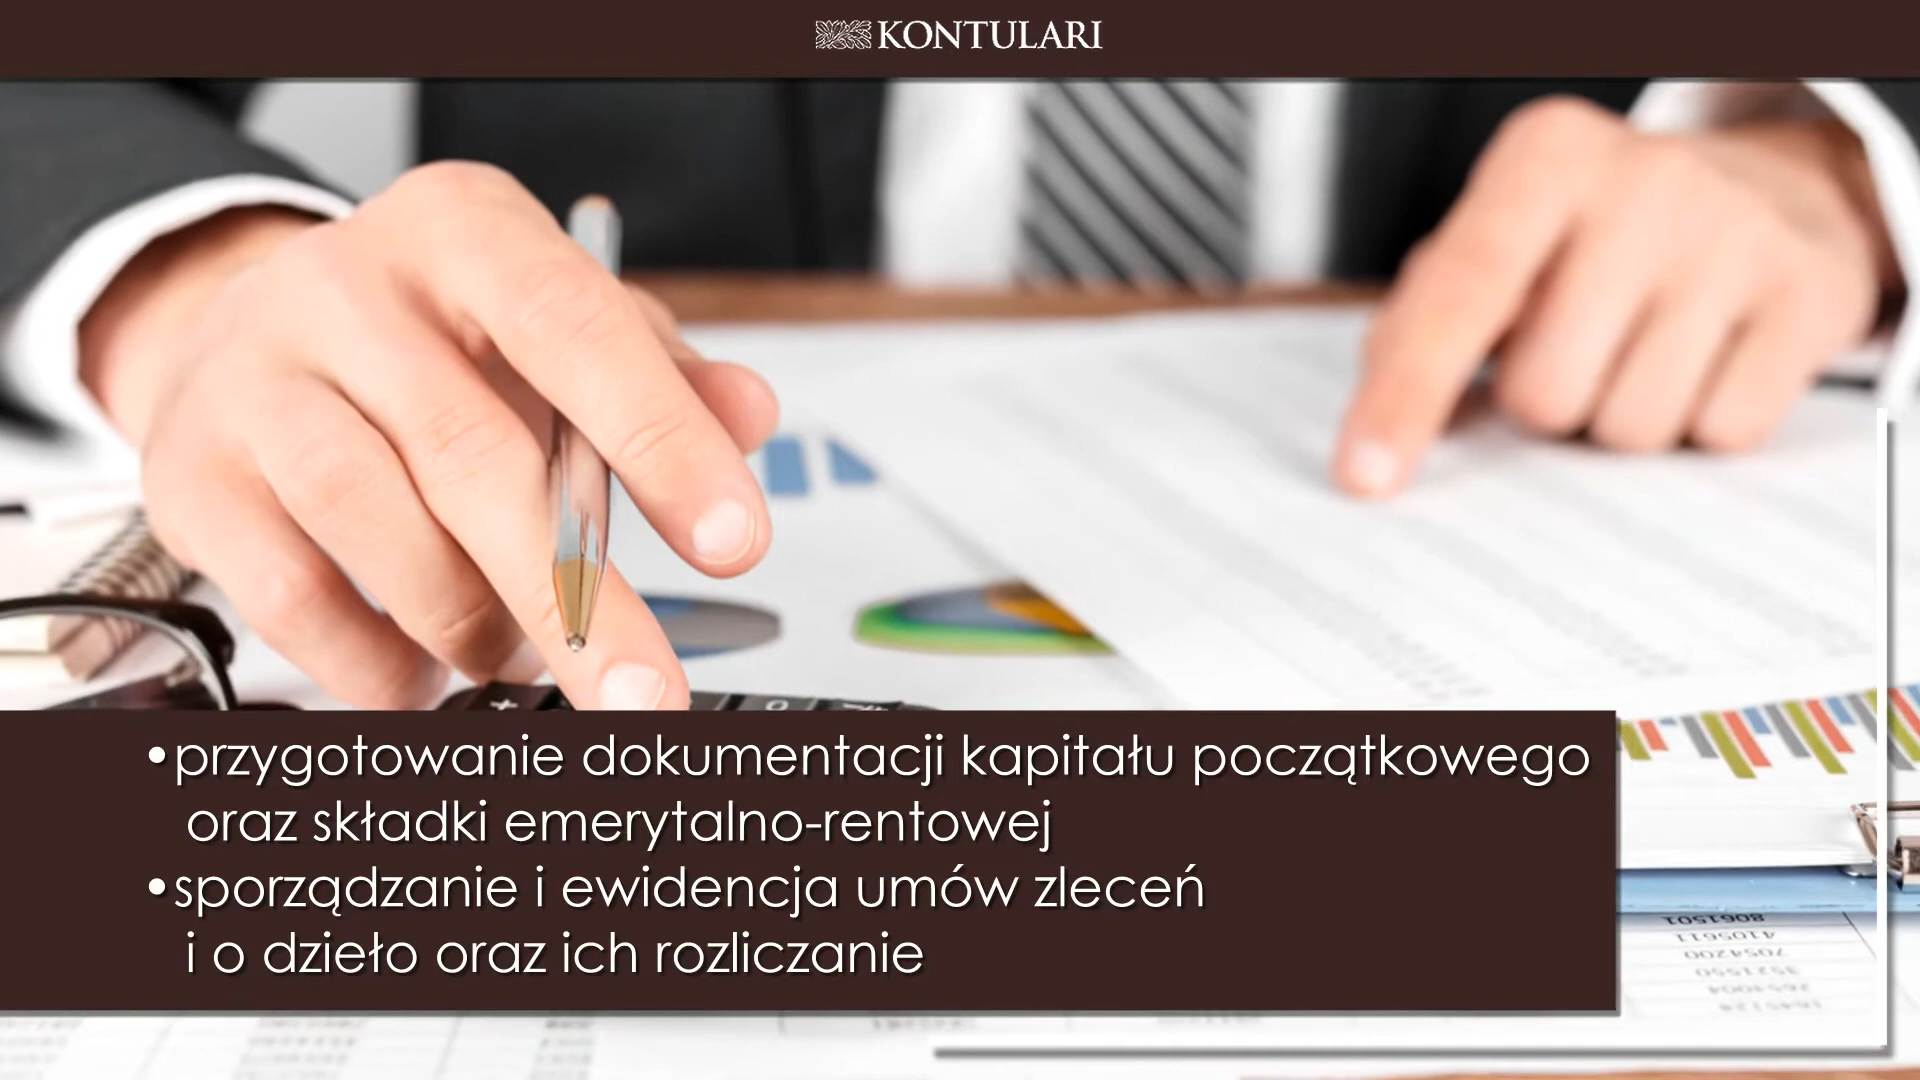 KONTULARI
•przygotowanie dokumentacji kapitału początkowego
oraz składki emerytalno-rentowej
•sporządzanie i ewidencja umów zleceń
i o dzieło oraz ich rozliczanie